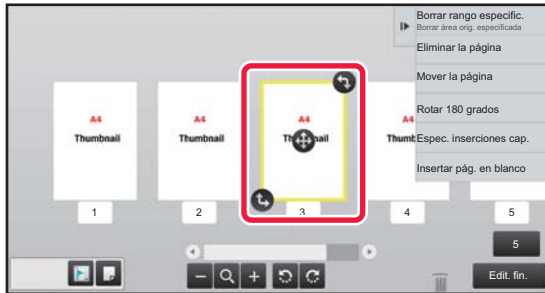 Borrar rango especific.
Borrar área orig. especificada
Eliminar la página
Mover la página
Rotar 180 grados
Espec. inserciones cap.
Insertar pág. en blanco
A4
Thumbnail
A4
Thumbnail
A4
Thumbnail
A4
Thumb
1
2
3
4
5
5
Edit. fin.